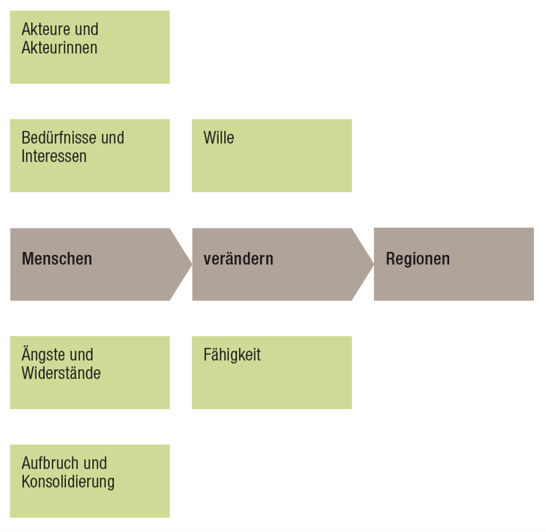 Akteure und
Akteurinnen
Bedürfnisse und
Interessen
Wille
Menschen
verändern
Regionen
Ängste und
Widerstände
Fähigkeit
Aufbruch und
Konsolidierung